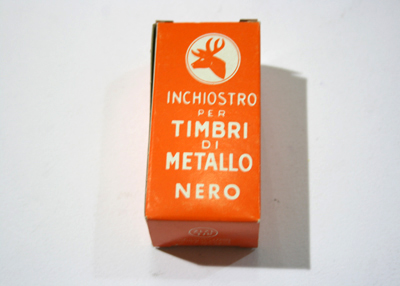 INCHIOSTRO
PER
TIMBRI
DI
METALLO
NERO